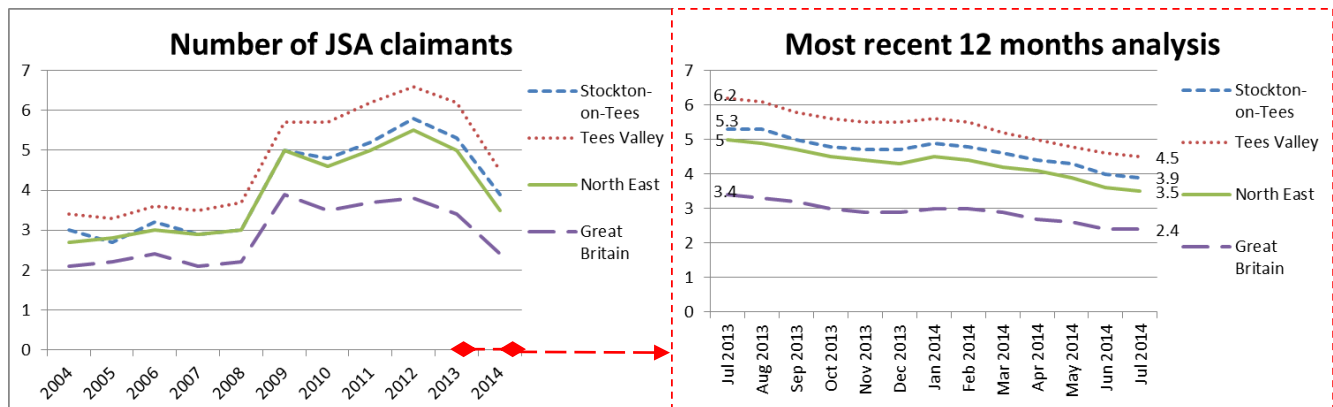 Number of JSA claimants
7
6
5
4
3
2
1
0
2004
2005
2006
2007
2008
2009
2010
2011
2012
2013
2014
Stockton-
on-Tees
Tees Valley
North East
Great
Britain
Most recent 12 months analysis
7
6
5
4
3
2
1
0
6.2
5.3
5
3.4
4.5
3.9
3.5
2.4
Jul 2013
Aug 2013
Sep 2013
Oct 2013
Nov 2013
Dec 2013
Jan 2014
Feb 2014
Mar 2014
Apr 2014
May 2014
Jun 2014
Jul 2014
Stockton-
on-Tees
Tees Valley
North East
Great
Britain